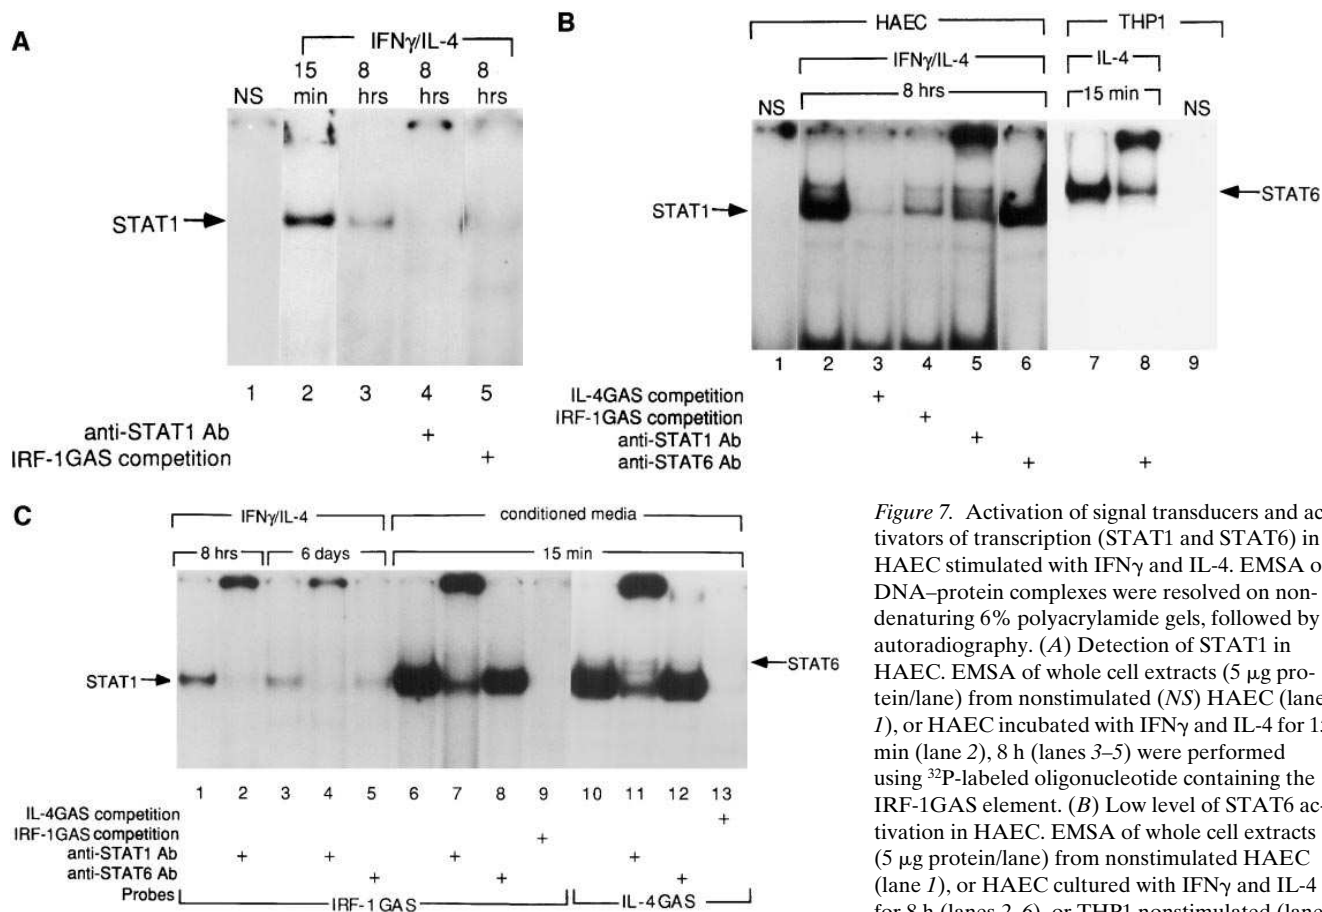 A
IFNγ/IL-4
15 8 8 8
NS min hrs hrs hrs
STAT1
1 2 3 4 5
anti-STAT1 Ab +
IRF-1GAS competition +
B
HAEC THP1
IFNγ/IL-4 IL-4
NS 8 hrs 15 min NS
STAT1 STAT6
1 2 3 4 5 6 7 8 9
IL-4GAS competition +
IRF-1GAS competition +
anti-STAT1 Ab +
anti-STAT6 Ab + +
C
IFNγ/IL-4 conditioned media
8 hrs 6 days 15 min
STAT1 STAT6
1 2 3 4 5 6 7 8 9 10 11 12 13
IL-4GAS competition +
IRF-1GAS competition +
anti-STAT1 Ab + + + +
anti-STAT6 Ab + + +
Probes IRF-1 GAS IL-4GAS
Figure 7. Activation of signal transducers and ac-
tivators of transcription (STAT1 and STAT6) in
HAEC stimulated with IFNγ and IL-4. EMSA o
DNA–protein complexes were resolved on non-
denaturing 6% polyacrylamide gels, followed by
autoradiography. (A) Detection of STAT1 in
HAEC. EMSA of whole cell extracts (5 μg pro-
tein/lane) from nonstimulated (NS) HAEC (lane
1), or HAEC incubated with IFNγ and IL-4 for 15
min (lane 2), 8 h (lanes 3–5) were performed
using ³²P-labeled oligonucleotide containing the
IRF-1GAS element. (B) Low level of STAT6 ac-
tivation in HAEC. EMSA of whole cell extracts
(5 μg protein/lane) from nonstimulated HAEC
(lane 1), or HAEC cultured with IFNγ and IL-4
for 8 h (lanes 2–6), or THP1 nonstimulated (lane